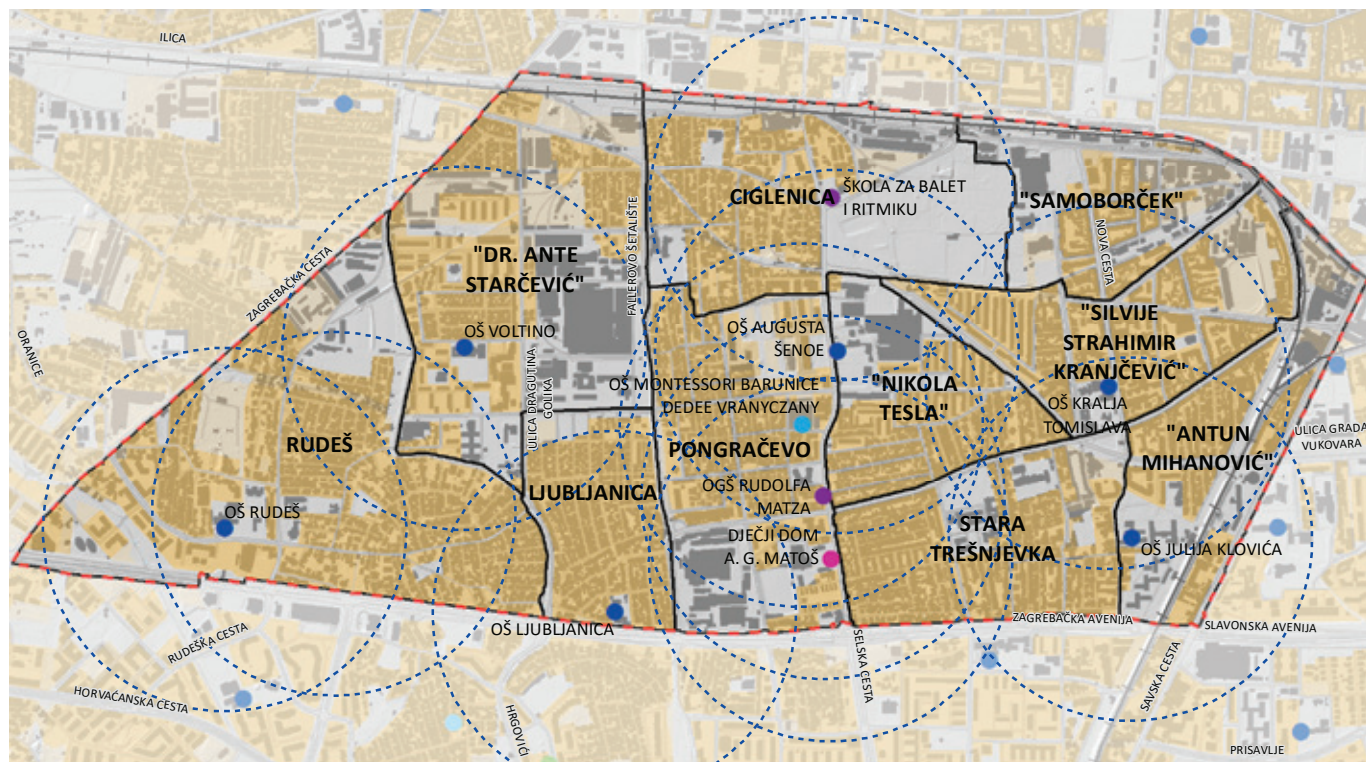 ILICA
ŠKOLA ZA BALET
I RITMIKU
CIGLENICA
"SAMOBORČEK"
NOVA CESTA
FALLEROVO ŠETALIŠTE
"DR. ANTE
STARČEVIĆ"
ZAGREBAČKA CESTA
ORANICE
OŠ VOLTINO
OŠ AUGUSTA
ŠENOE
"SILVIJE
STRAHIMIR
KRANJČEVIĆ"
OŠ MONTESSORI BARUNICE
DEDEE VRANYCZANY
"NIKOLA
TESLA"
OŠ KRALJA
TOMISLAVA
ULICA DRAGUTINA
GOLIKA
RUDEŠ
PONGRAČEVO
"ANTUN
MIHANOVIĆ"
ULICA GRADA
VUKOVARA
LJUBLJANICA
OGŠ RUDOLFA
MATZA
OŠ RUDEŠ
DJEČJI DOM
A. G. MATOŠ
STARA
TREŠNJEVKA
OŠ JULIJA KLOVIĆA
OŠ LJUBLJANICA
ZAGREBAČKA AVENIJA
SLAVONSKA AVENIJA
RUDEŠKA CESTA
SELSKA CESTA
SAVSKA CESTA
HORVAĆANSKA CESTA
HRGOVIĆI
PRISAVLJE